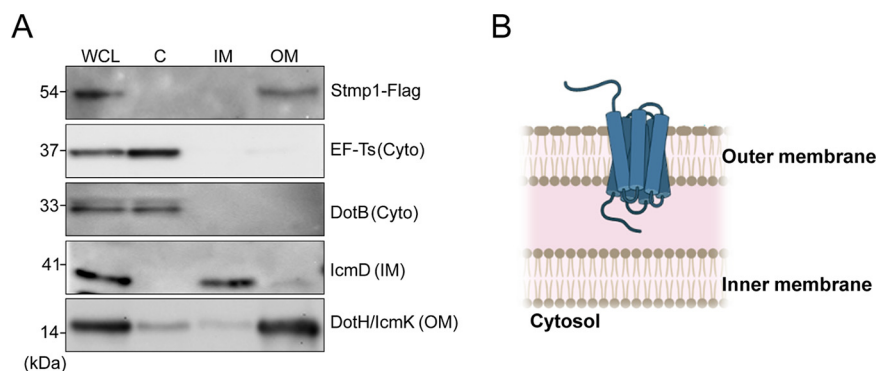 A
B
WCL C IM OM
54 Stmp1-Flag
37 EF-Ts (Cyto)
33 DotB (Cyto)
41 IcmD (IM)
14 DotH/IcmK (OM)
(kDa)
Outer membrane
Inner membrane
Cytosol